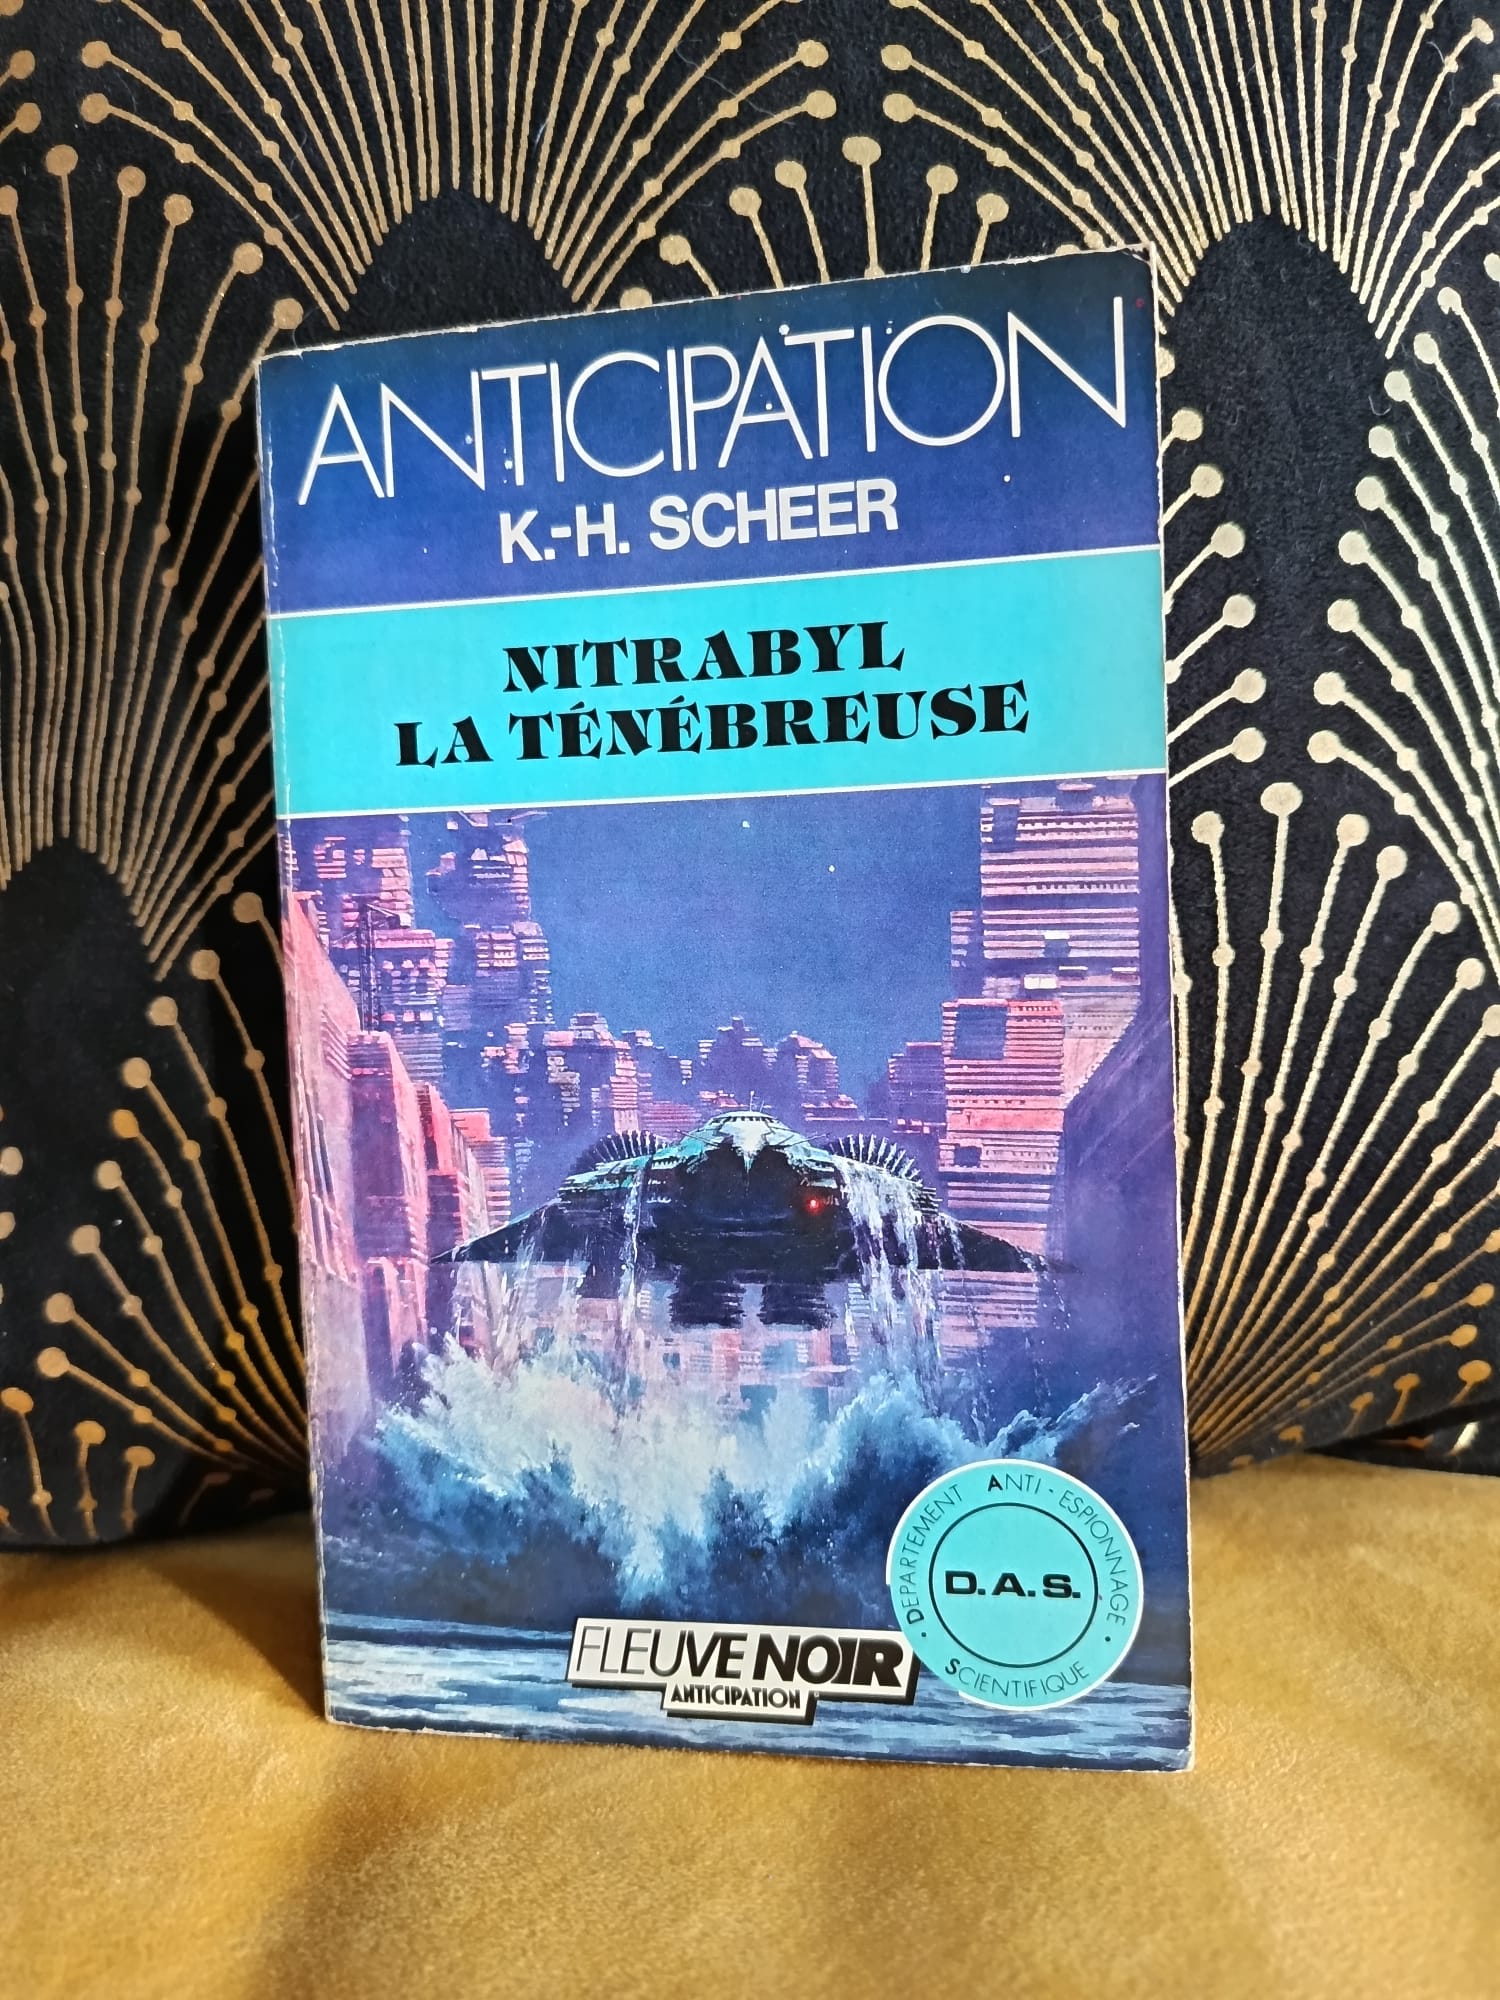 ANTICIPATION
K.-H. SCHEER
NITRABYL
LA TÉNÉBREUSE
DÉPARTEMENT ANTI-ESPIONNAGE
D.A.S.
SCIENTIFIQUE
FLEUVE NOIR
ANTICIPATION